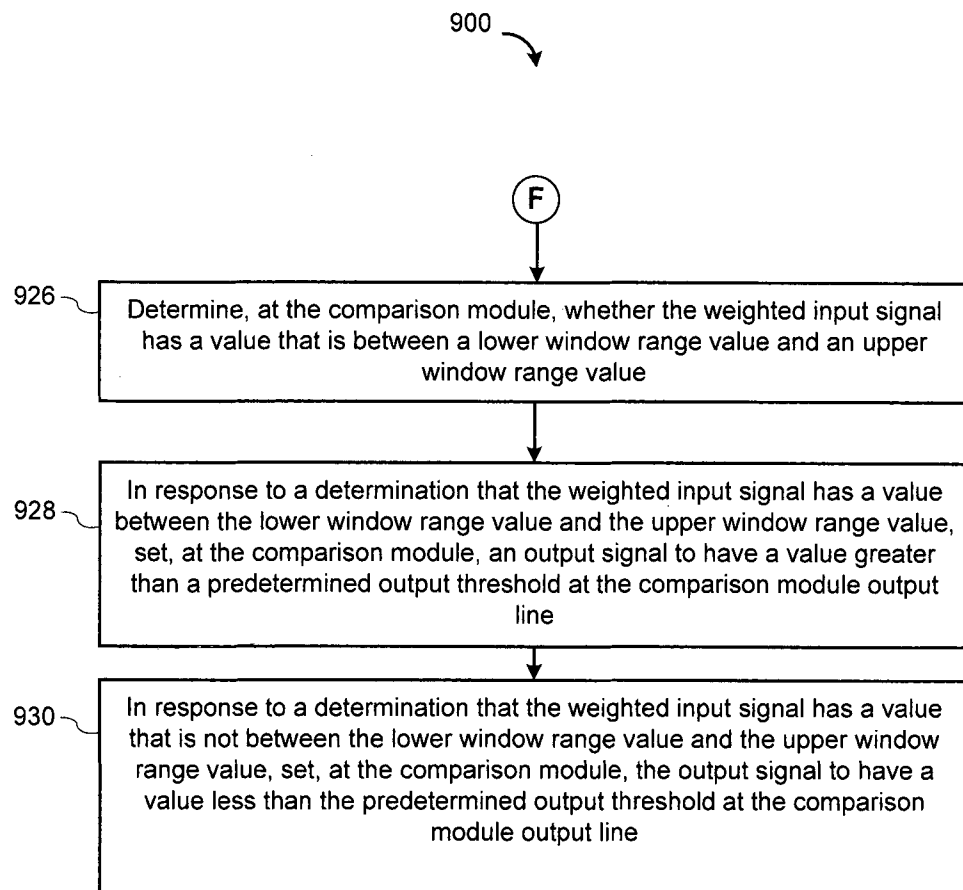 900
F
926
Determine, at the comparison module, whether the weighted input signal
has a value that is between a lower window range value and an upper
window range value
928
In response to a determination that the weighted input signal has a value
between the lower window range value and the upper window range value,
set, at the comparison module, an output signal to have a value greater
than a predetermined output threshold at the comparison module output
line
930
In response to a determination that the weighted input signal has a value
that is not between the lower window range value and the upper window
range value, set, at the comparison module, the output signal to have a
value less than the predetermined output threshold at the comparison
module output line